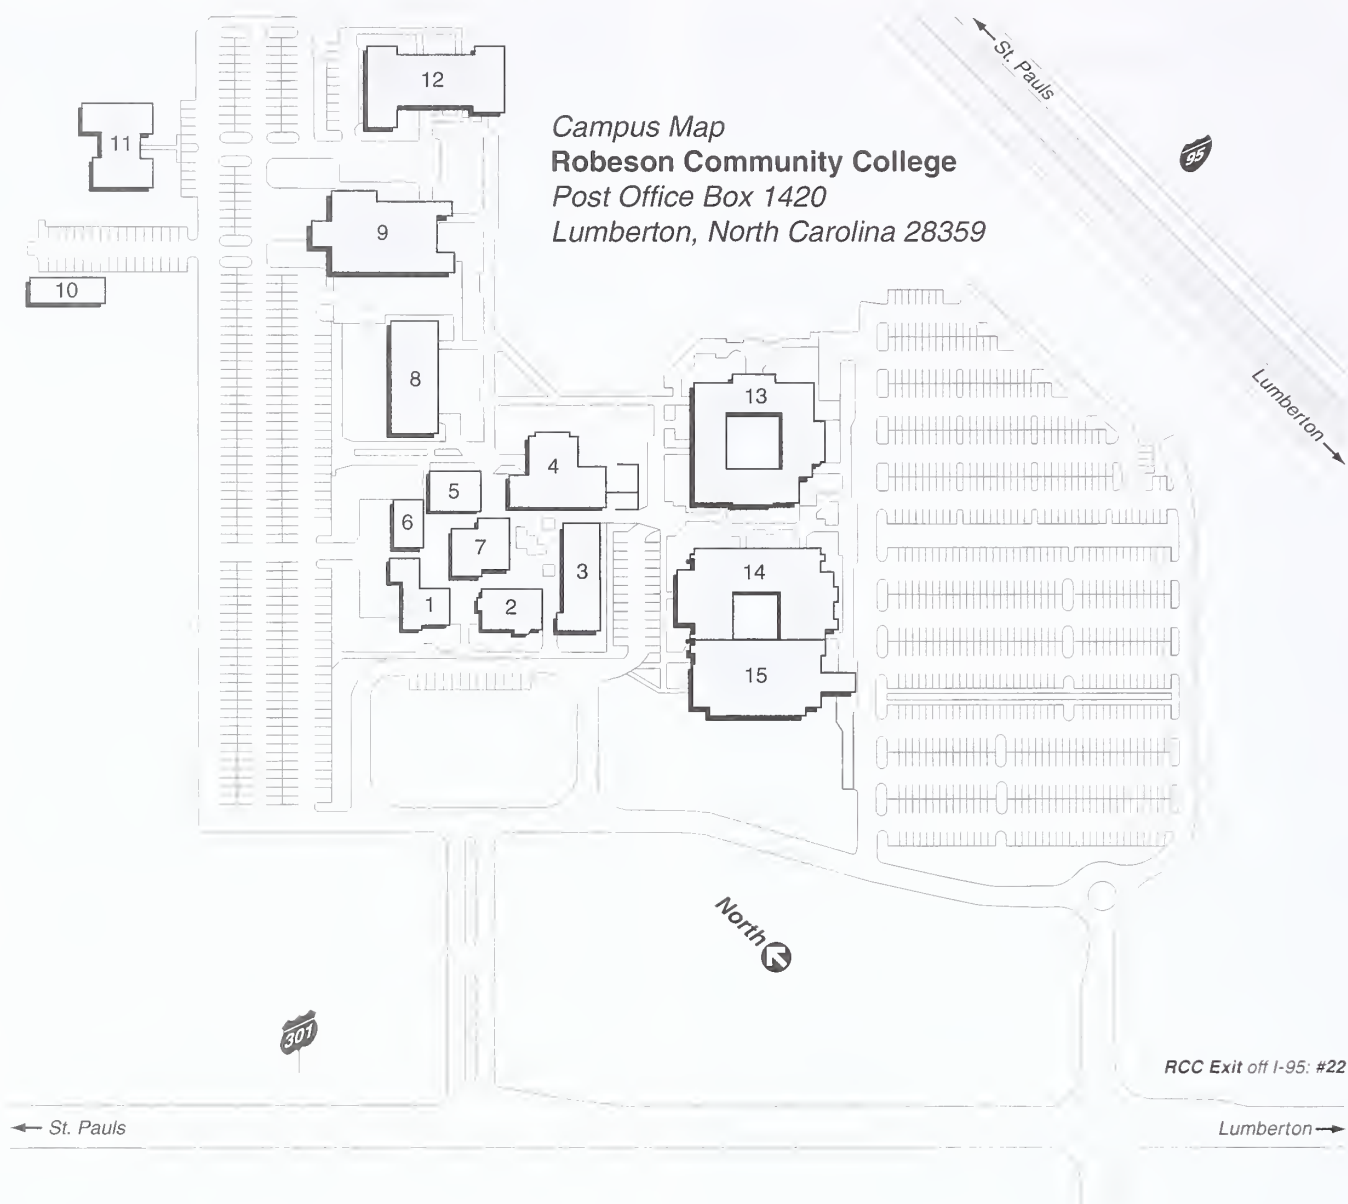 St. Pauls
12
11
Campus Map
Robeson Community College
Post Office Box 1420
Lumberton, North Carolina 28359
95
9
10
8
13
Lumberton
4
5
6
7
3
14
1
2
15
North
301
RCC Exit off I-95: #22
St. Pauls
Lumberton